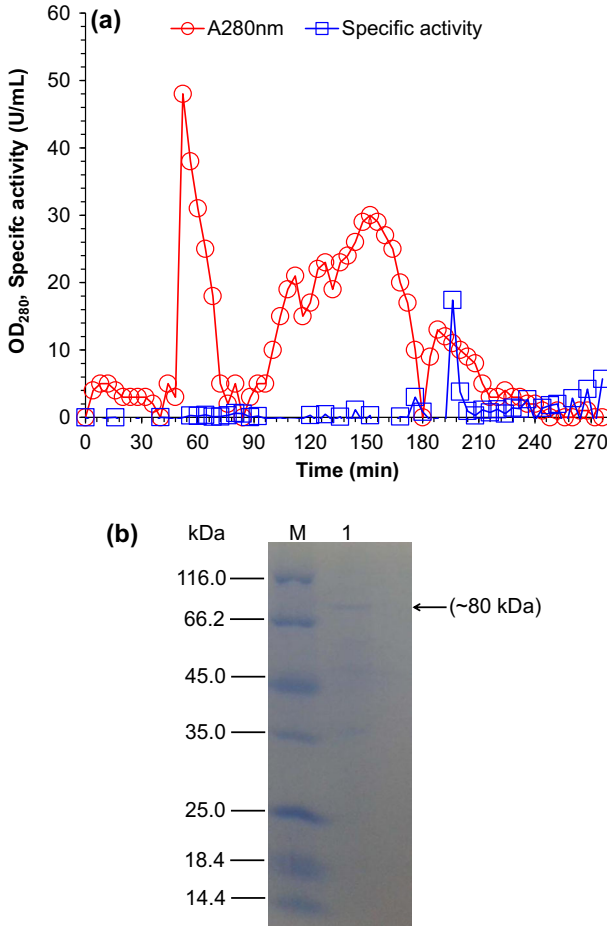 (a)
A280nm Specific activity
OD280, Specifc activity (U/mL)
60
50
40
30
20
10
0
0 30 60 90 120 150 180 210 240 270
Time (min)
(b)
kDa M 1
116.0
66.2
45.0
35.0
25.0
18.4
14.4
(~80 kDa)